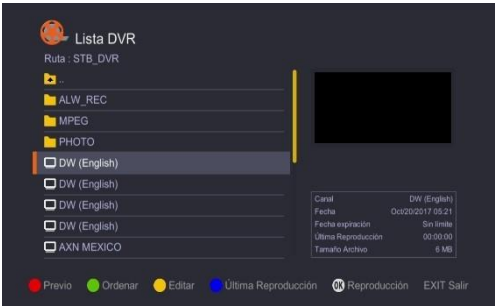 Lista DVR
Ruta : STB_DVR
..
ALW_REC
MPEG
PHOTO
DW (English)
DW (English)
DW (English)
DW (English)
AXN MEXICO
Canal DW (English)
Fecha Oct/20/2017 05:21
Fecha expiración Sin límite
Última Reproducción 00:00:00
Tamaño Archivo 6 MB
Previo Ordenar Editar Última Reproducción OK Reproducción EXIT Salir